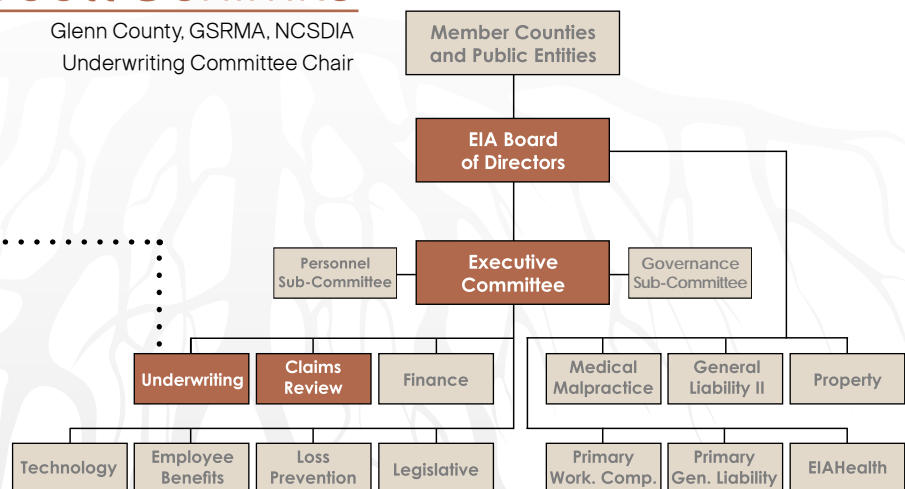 Glenn County, GSRMA, NCSDIA
Underwriting Committee Chair
Member Counties
and Public Entities
EIA Board
of Directors
Personnel
Sub-Committee
Executive
Committee
Governance
Sub-Committee
Underwriting
Claims
Review
Finance
Medical
Malpractice
General
Liability II
Property
Technology
Employee
Benefits
Loss
Prevention
Legislative
Primary
Work. Comp.
Primary
Gen. Liability
EIAHealth